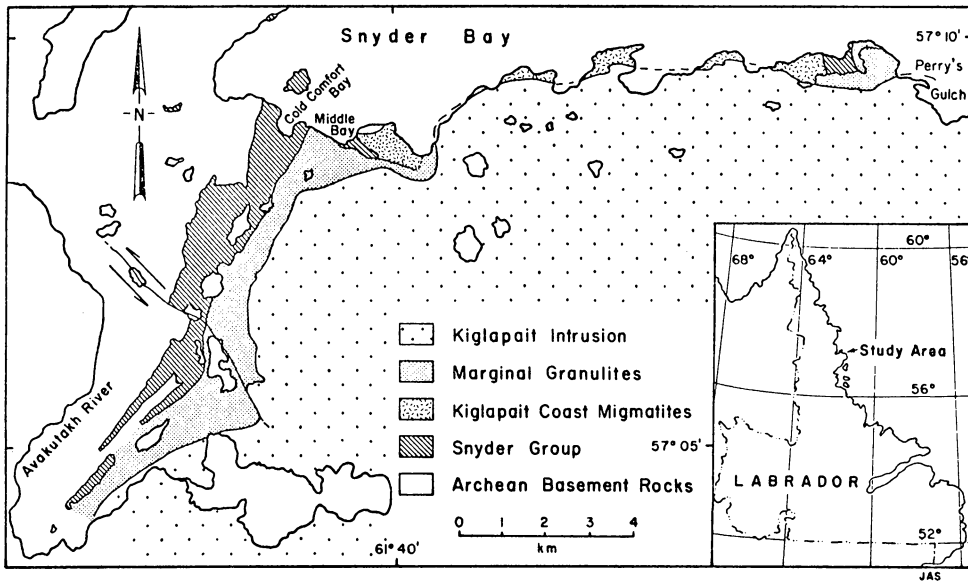 Snyder Bay
57° 10'
Perry's
Gulch
Cold Comfort
Bay
Middle
Bay
-N-
Avakutakh River
Kiglapait Intrusion
Marginal Granulites
Kiglapait Coast Migmatites
Snyder Group
Archean Basement Rocks
57° 05'
0 1 2 3 4
km
61° 40'
60°
68° 64° 60° 56°
Study Area
56°
LABRADOR
52°
JAS